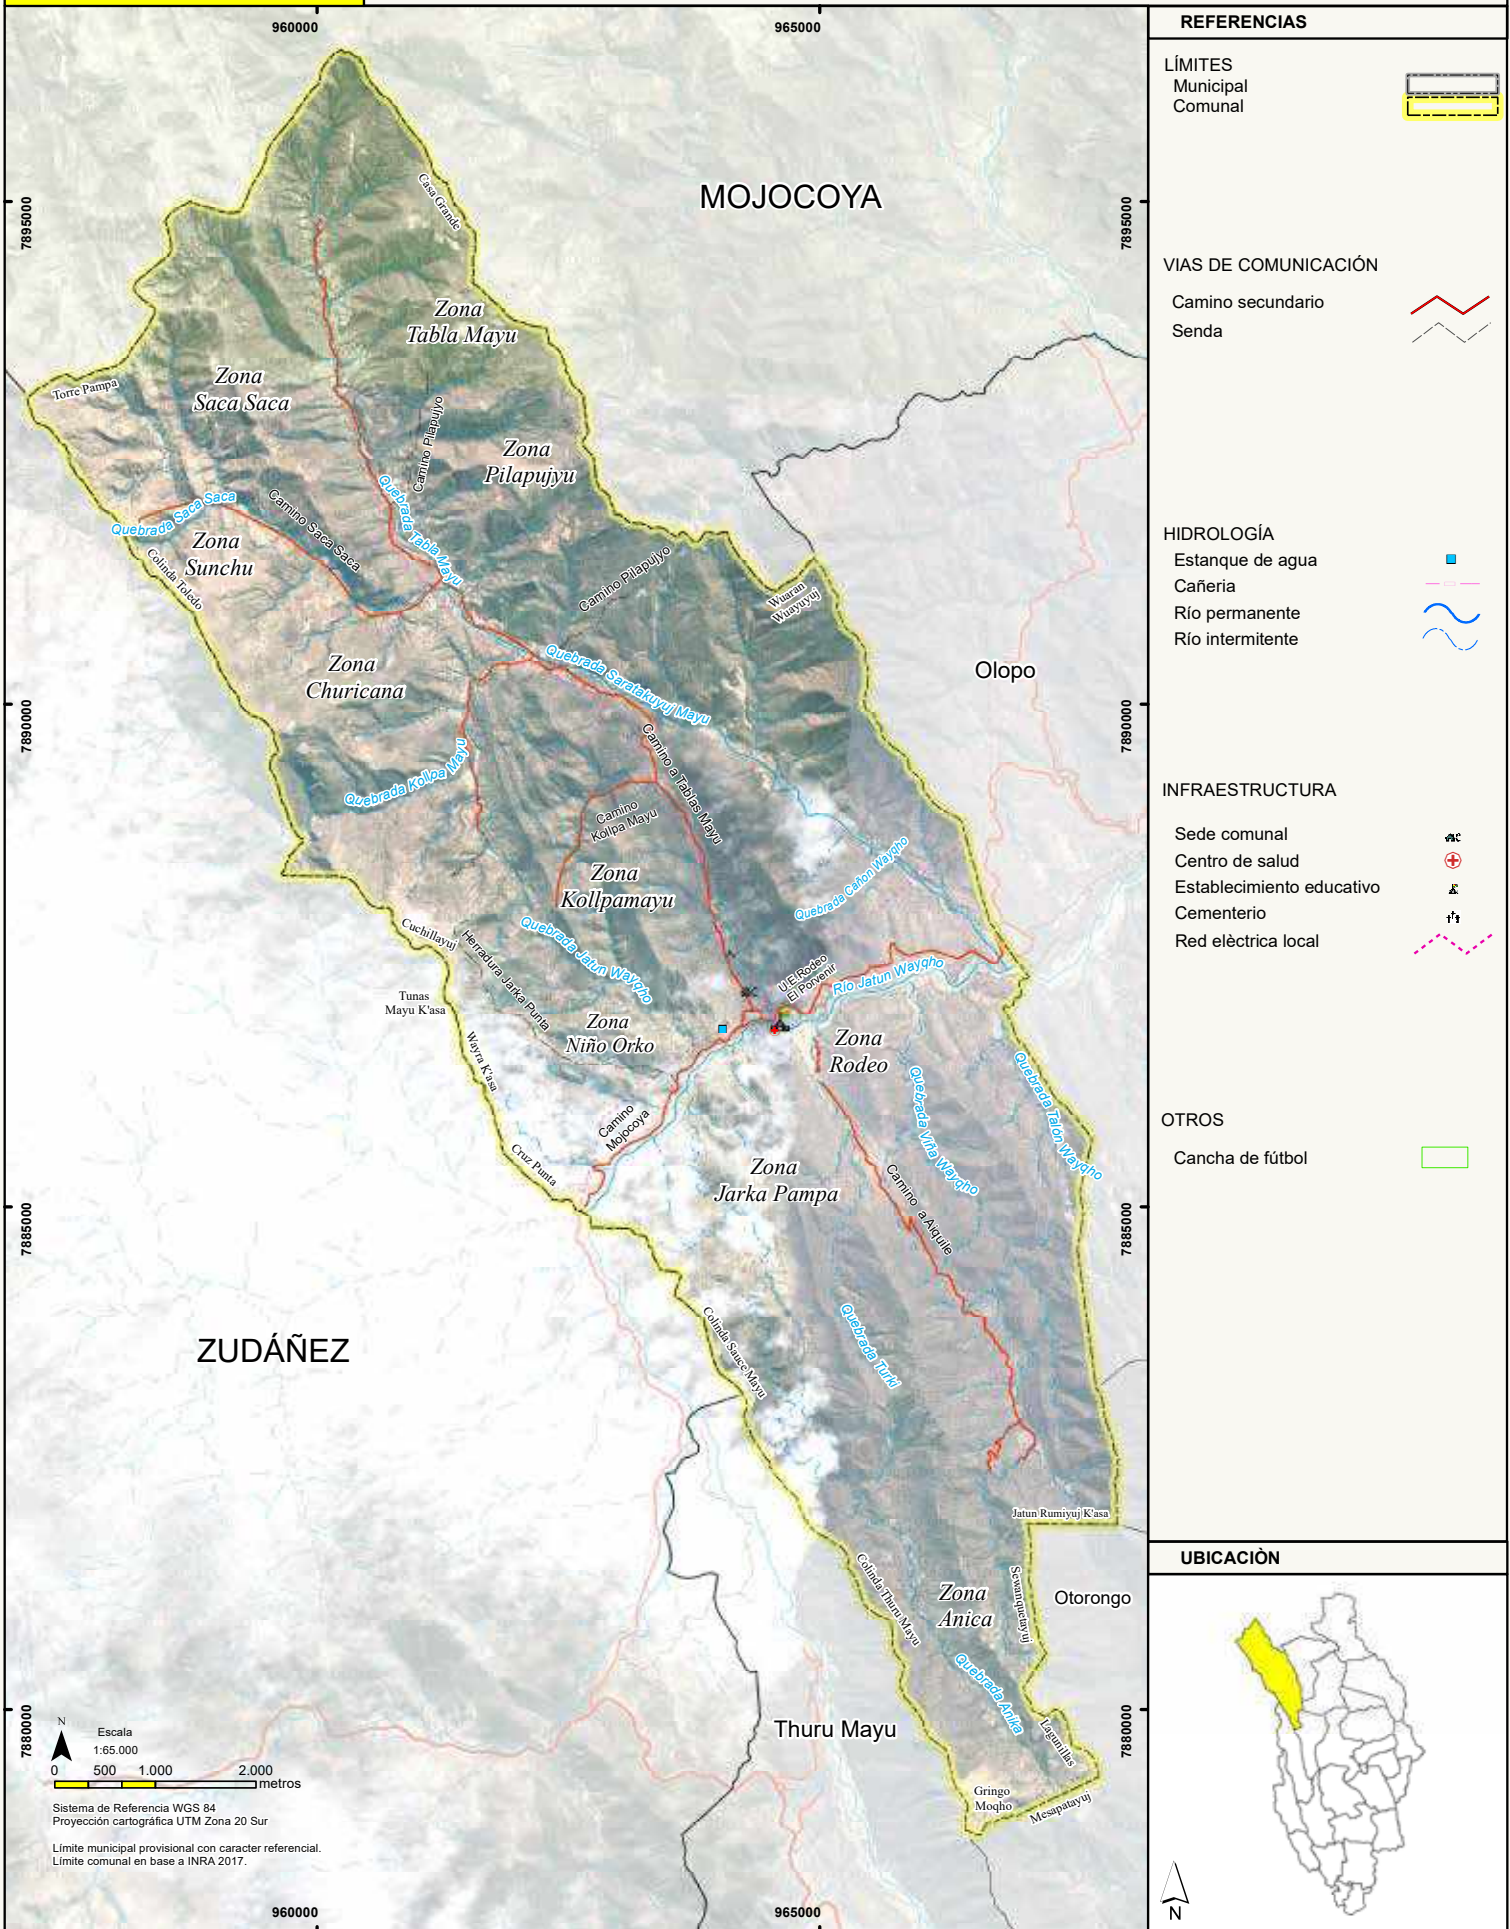 960000
965000
REFERENCIAS
LÍMITES
Municipal
Comunal
MOJOCOYA
Casa Grande
7895000
7895000
VIAS DE COMUNICACIÓN
Camino secundario
Senda
Zona
Tabla Mayu
Torre Pampa
Zona
Saca Saca
Camino Pilapujyo
Zona
Pilapujyu
Quebrada Saca Saca
Camino Saca Saca
Quebrada Tabla Mayu
Zona
Sunchu
Colinda Toledo
Camino Pilapujyo
Wuaran
Wuayuyuj
HIDROLOGÍA
Estanque de agua
Cañeria
Río permanente
Río intermitente
Zona
Churicana
Quebrada Saratakuyuj Mayu
Olopo
7890000
7890000
Quebrada Kollpa Mayu
Camino a Tablas Mayu
Camino
Kollpa Mayu
INFRAESTRUCTURA
Sede comunal
Centro de salud
Establecimiento educativo
Cementerio
Red elèctrica local
Zona
Kollpamayu
Quebrada Cañon Wayqho
Cuchillayuj
Herradura Jarka Punta
Quebrada Jatun Wayqho
U.E.Rodeo
El Porvenir
Río Jatun Wayqho
Tunas
Mayu K'asa
Wayra K'asa
Zona
Niño Orko
Zona
Rodeo
Quebrada Viña Wayqho
Quebrada Talón Wayqho
Camino
Mojocoya
Cruz Punta
Zona
Jarka Pampa
Camino a Aiquile
OTROS
Cancha de fútbol
7885000
7885000
ZUDÁÑEZ
Colinda Sauce Mayu
Quebrada Turki
Jatun Rumiyuj K'asa
UBICACIÒN
Colinda Thuru Mayu
Zona
Anica
Sewanquetayuj
Otorongo
Quebrada Anika
Lagunillas
Thuru Mayu
7880000
7880000
N
Escala
1:65.000
0 500 1.000 2.000
metros
Gringo
Moqho
Mesapatayuj
Sistema de Referencia WGS 84
Proyección cartográfica UTM Zona 20 Sur
Límite municipal provisional con caracter referencial.
Límite comunal en base a INRA 2017.
960000
965000
N